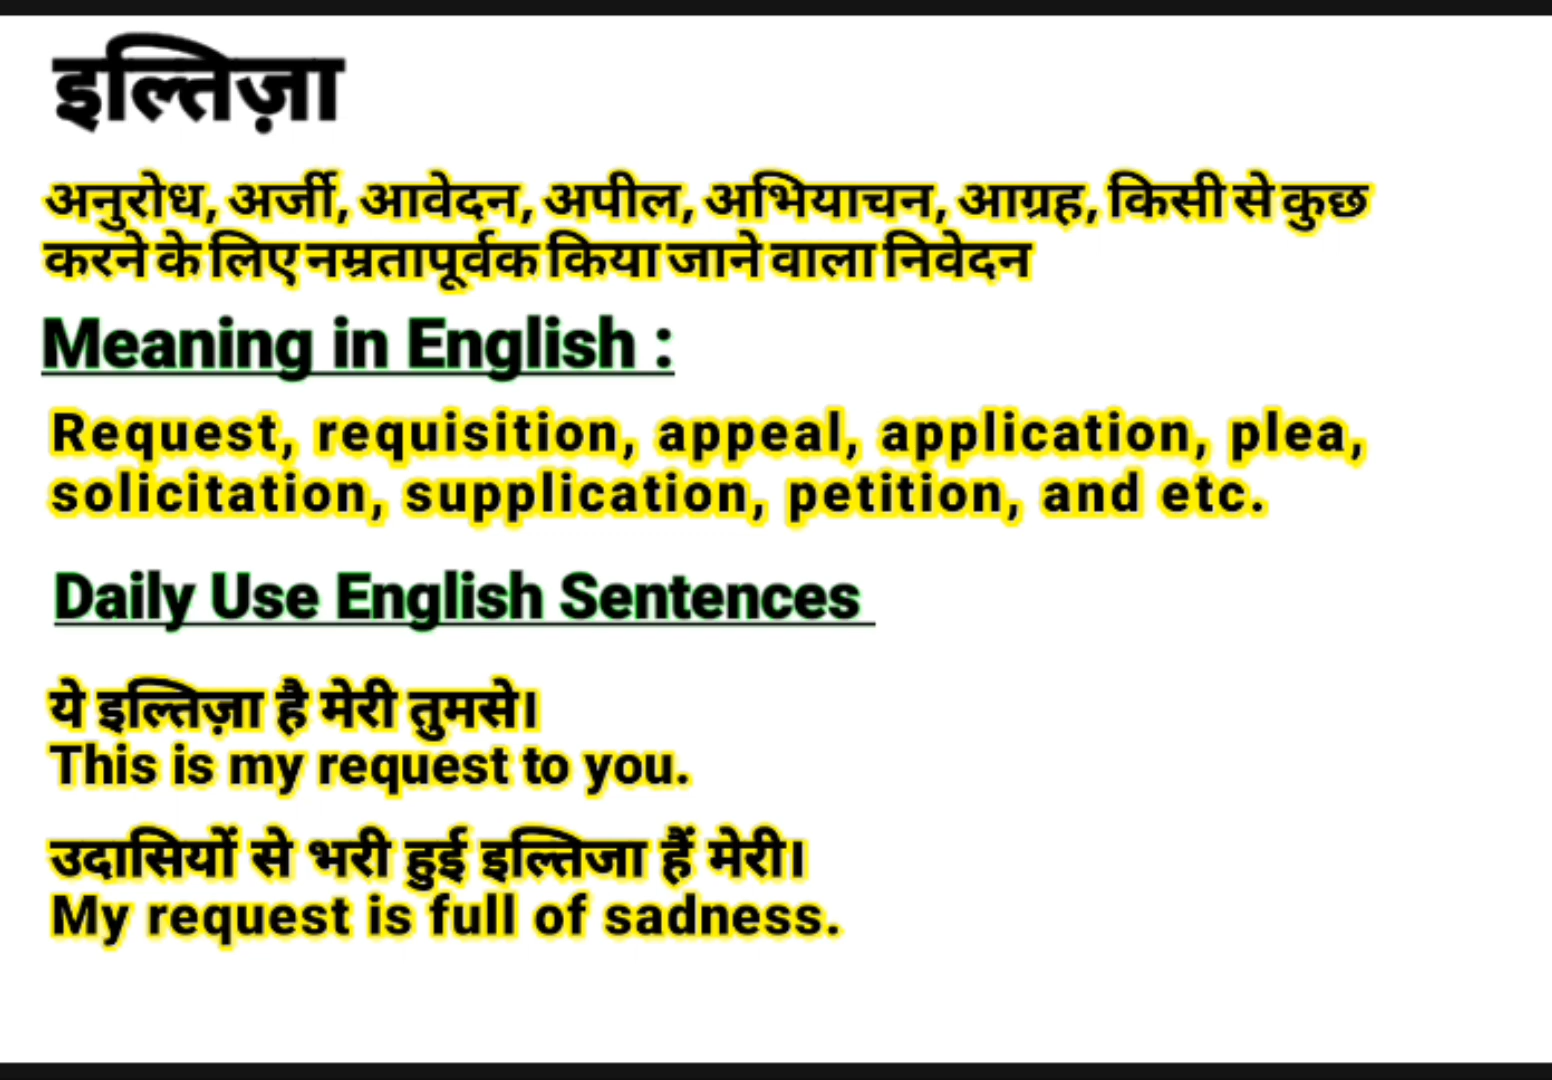 इल्तिज़ा
अनुरोध, अर्जी, आवेदन, अपील, अभियाचन, आग्रह, किसी से कुछ
करने के लिए नम्रतापूर्वक किया जाने वाला निवेदन
Meaning in English :
Request, requisition, appeal, application, plea,
solicitation, supplication, petition, and etc.
Daily Use English Sentences
ये इल्तिज़ा है मेरी तुमसे।
This is my request to you.
उदासियों से भरी हुई इल्तिजा हैं मेरी।
My request is full of sadness.